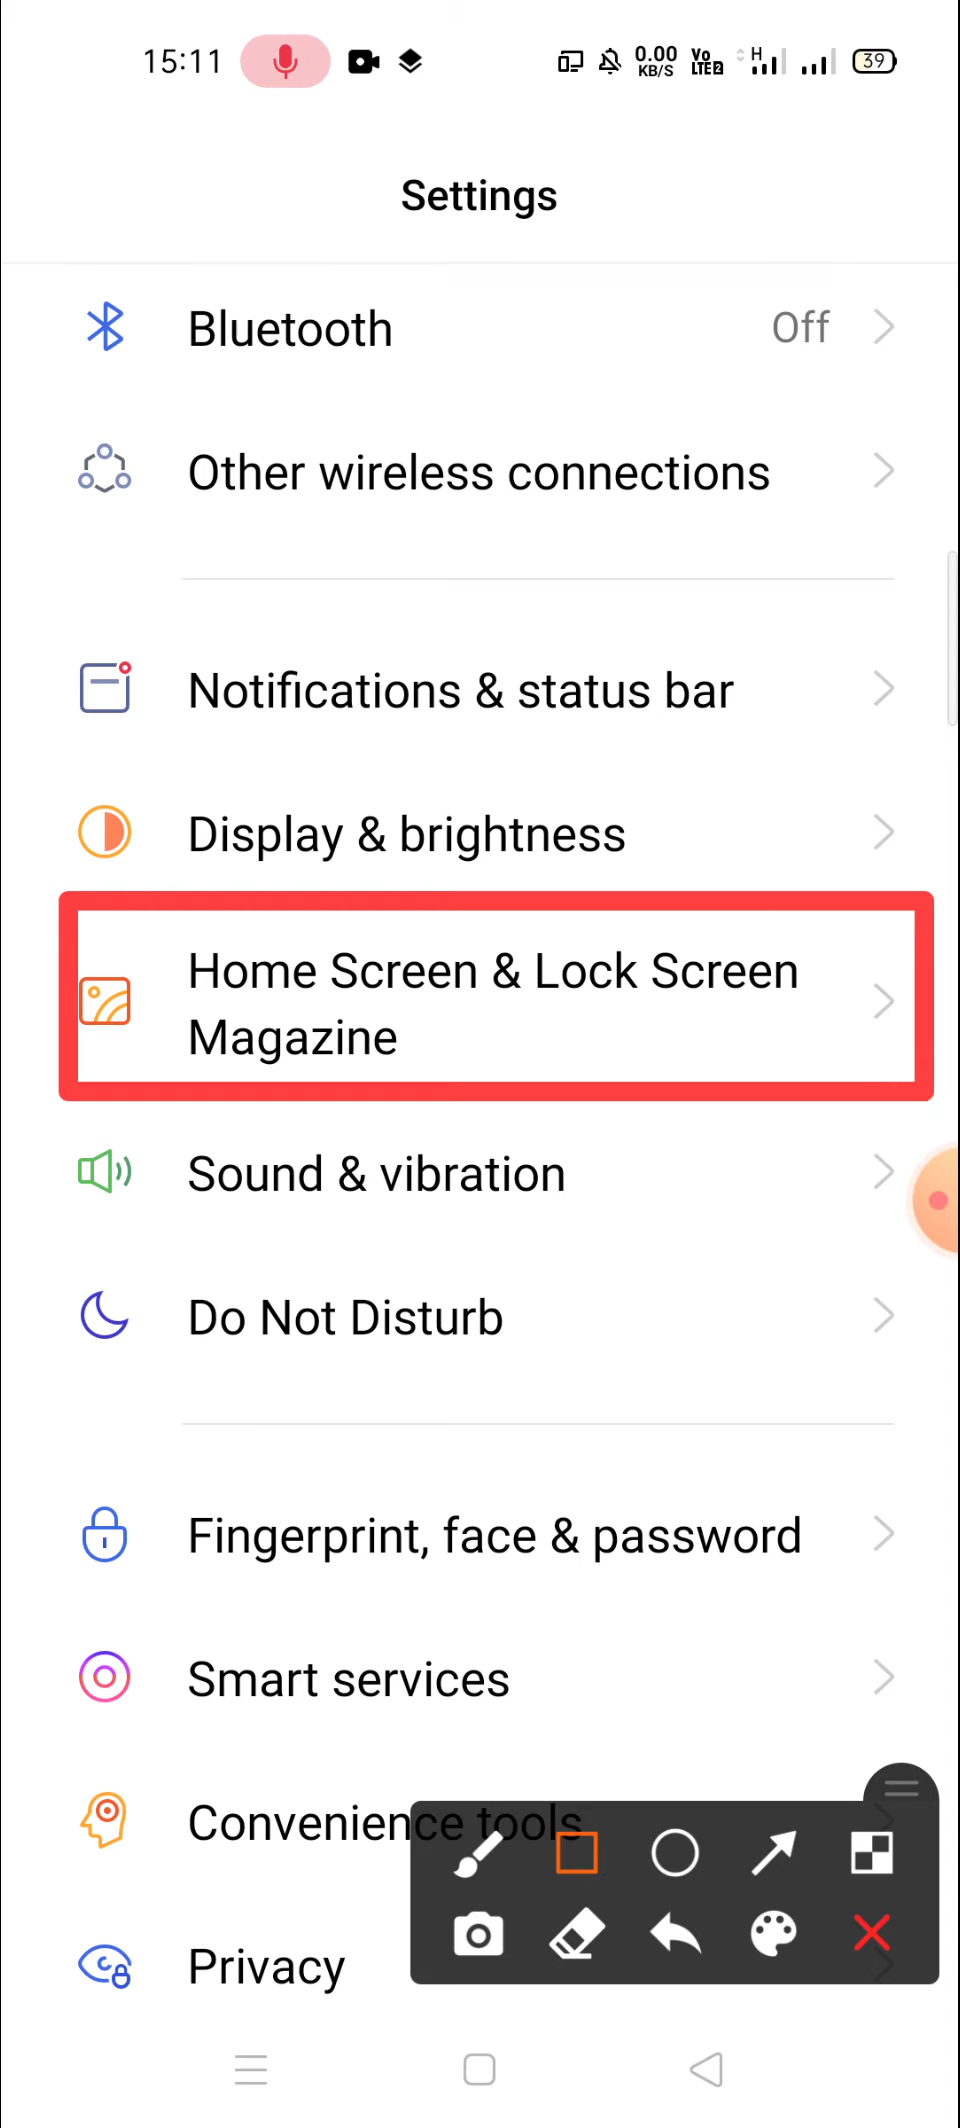 15:11
0.00
KB/S
Vo
LTE2
H
39
Settings
Bluetooth
Off
Other wireless connections
Notifications & status bar
Display & brightness
Home Screen & Lock Screen
Magazine
Sound & vibration
Do Not Disturb
Fingerprint, face & password
Smart services
Convenience tools
Privacy